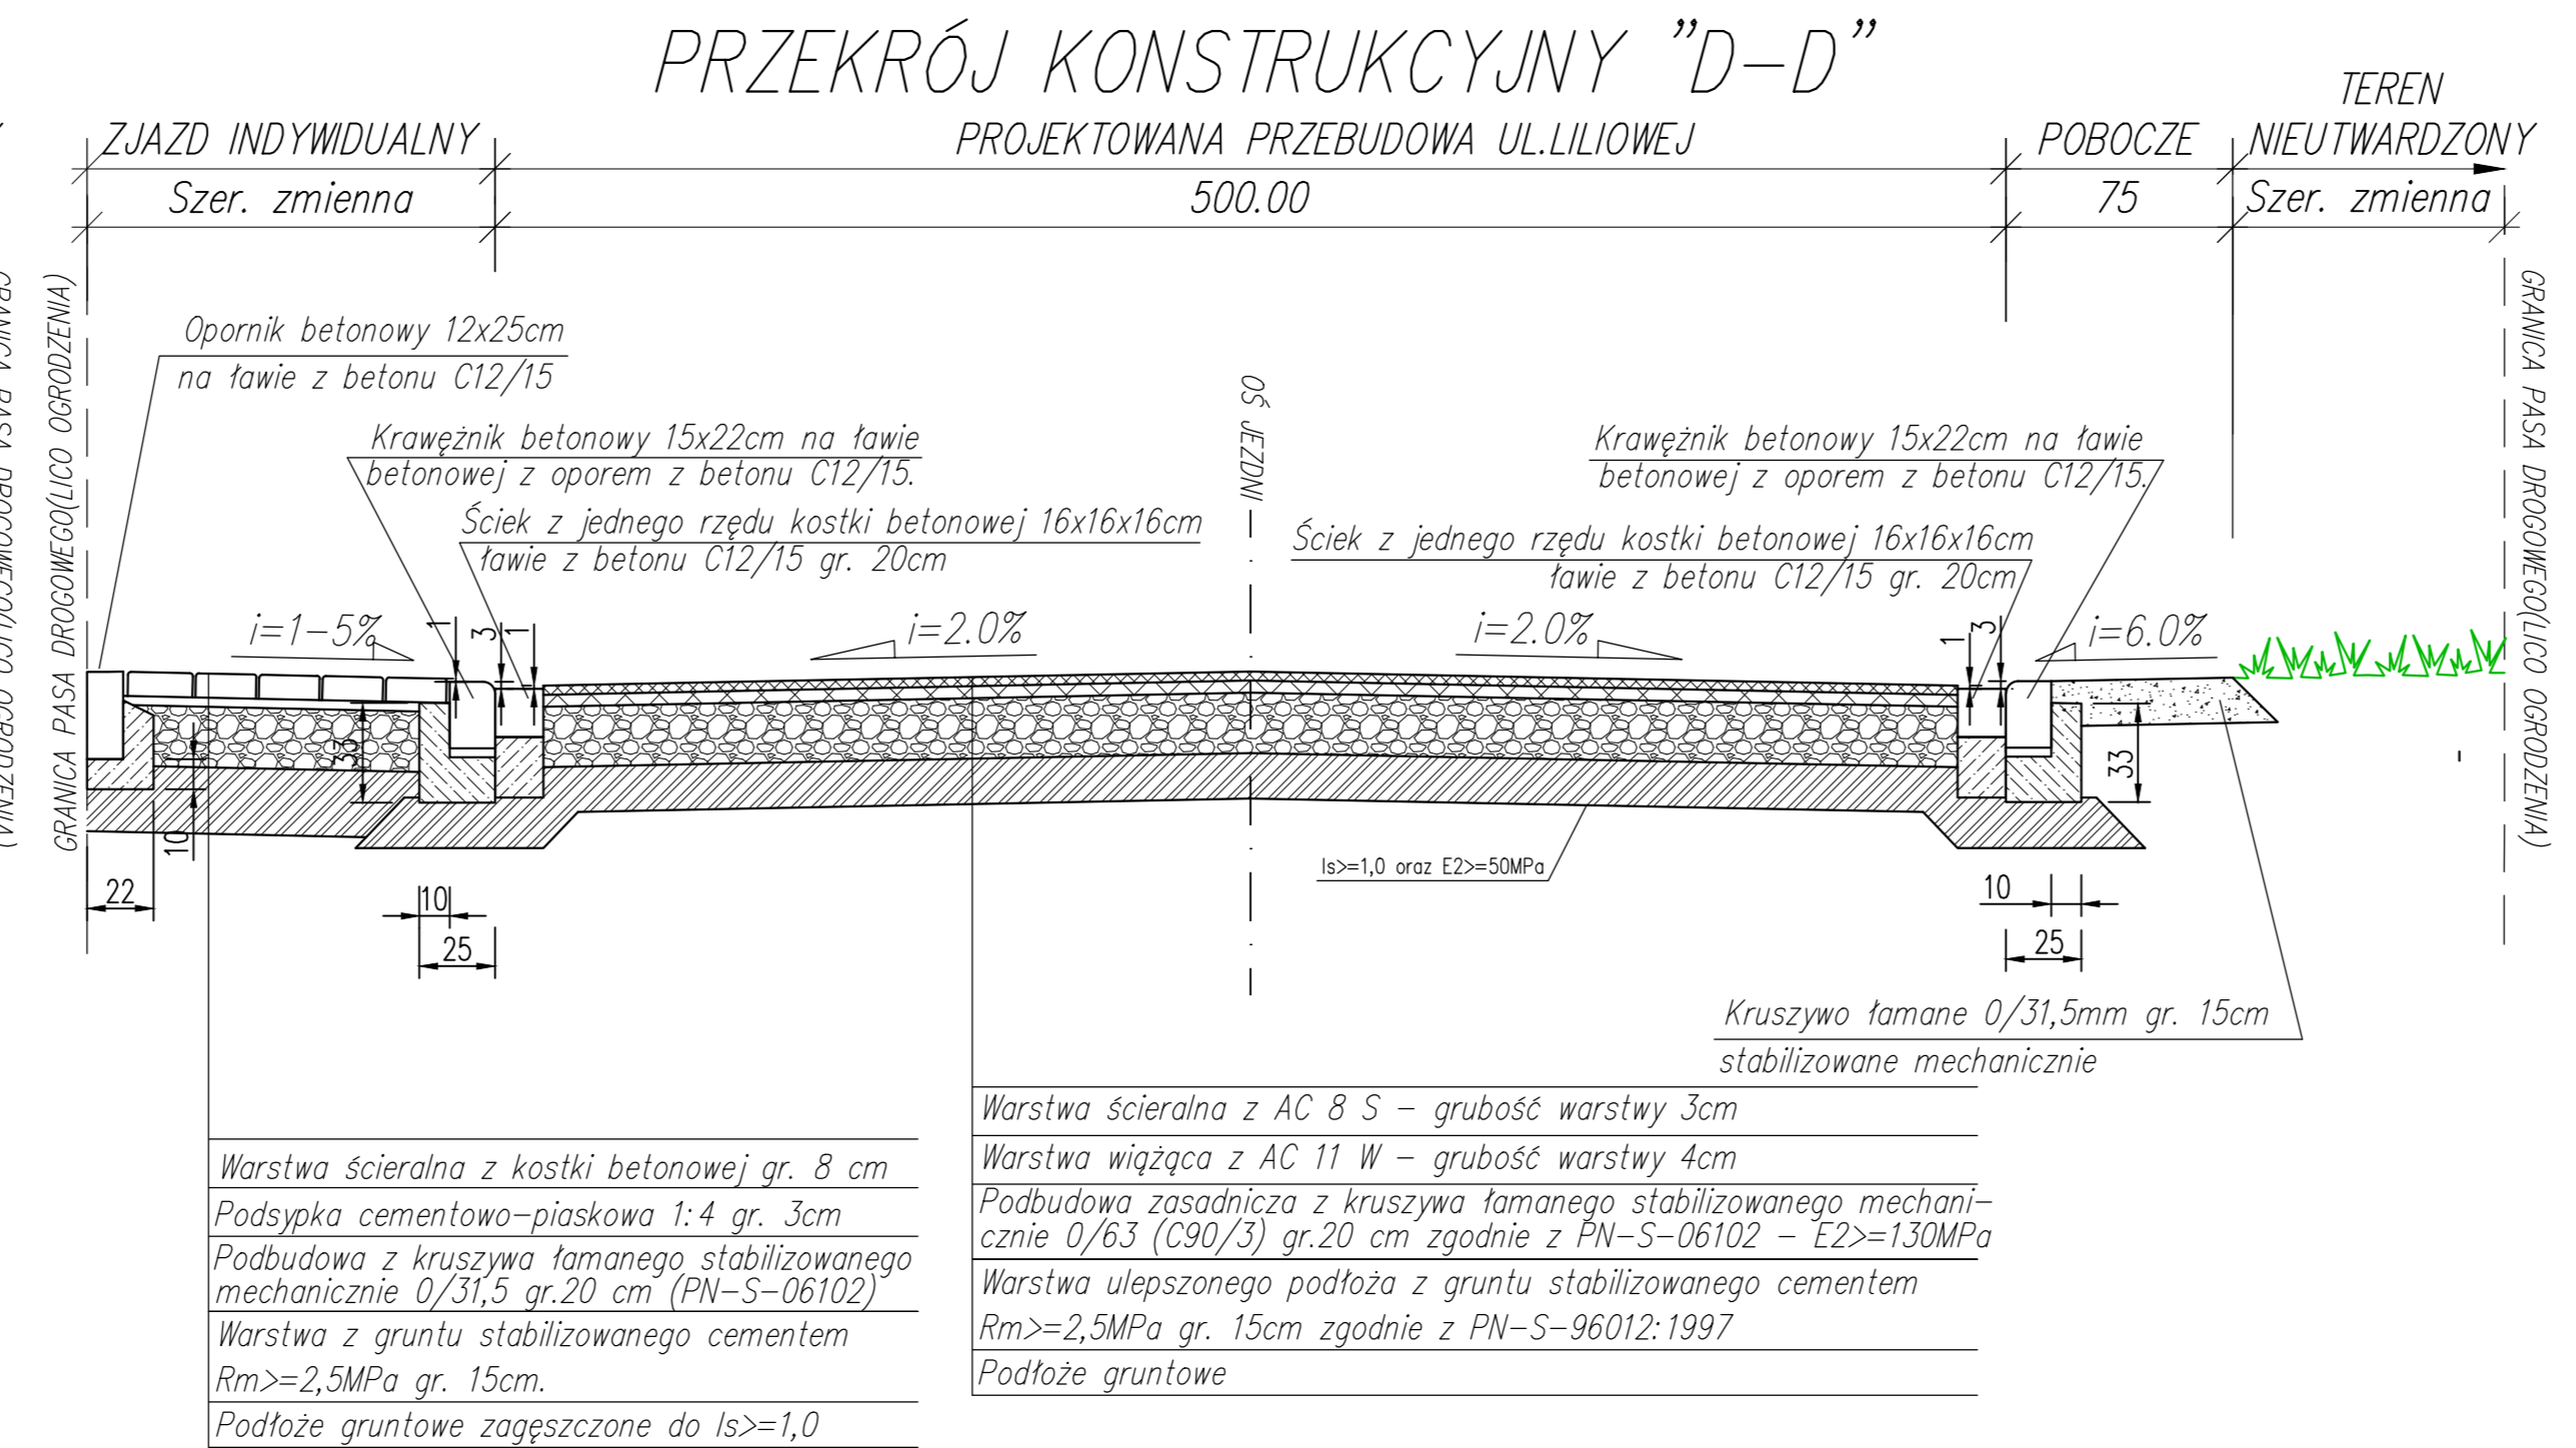 PRZEKRÓJ KONSTRUKCYJNY "D-D"
ZJAZD INDYWIDUALNY
PROJEKTOWANA PRZEBUDOWA UL.LILIOWEJ
POBOCZE
TEREN
NIEUTWARDZONY
Szer. zmienna
500.00
75
Szer. zmienna
GRANICA PASA DROGOWEGO(LICO OGRODZENIA)
GRANICA PASA DROGOWEGO(LICO OGRODZENIA)
GRANICA PASA DROGOWEGO(LICO OGRODZENIA)
Opornik betonowy 12x25cm
na ławie z betonu C12/15
Krawężnik betonowy 15x22cm na ławie
betonowej z oporem z betonu C12/15.
Ściek z jednego rzędu kostki betonowej 16x16x16cm
ławie z betonu C12/15 gr. 20cm
OŚ JEZDNI
Krawężnik betonowy 15x22cm na ławie
betonowej z oporem z betonu C12/15.
Ściek z jednego rzędu kostki betonowej 16x16x16cm
ławie z betonu C12/15 gr. 20cm
i=1-5%
1
3
1
i=2.0%
i=2.0%
1
3
i=6.0%
33
10
33
Is>=1,0 oraz E2>=50MPa
22
10
25
10
25
Kruszywo łamane 0/31,5mm gr. 15cm
stabilizowane mechanicznie
Warstwa ścieralna z kostki betonowej gr. 8 cm
Podsypka cementowo-piaskowa 1:4 gr. 3cm
Podbudowa z kruszywa łamanego stabilizowanego
mechanicznie 0/31,5 gr.20 cm (PN-S-06102)
Warstwa z gruntu stabilizowanego cementem
Rm>=2,5MPa gr. 15cm.
Podłoże gruntowe zagęszczone do Is>=1,0
Warstwa ścieralna z AC 8 S - grubość warstwy 3cm
Warstwa wiążąca z AC 11 W - grubość warstwy 4cm
Podbudowa zasadnicza z kruszywa łamanego stabilizowanego mechani-
cznie 0/63 (C90/3) gr.20 cm zgodnie z PN-S-06102 - E2>=130MPa
Warstwa ulepszonego podłoża z gruntu stabilizowanego cementem
Rm>=2,5MPa gr. 15cm zgodnie z PN-S-96012:1997
Podłoże gruntowe